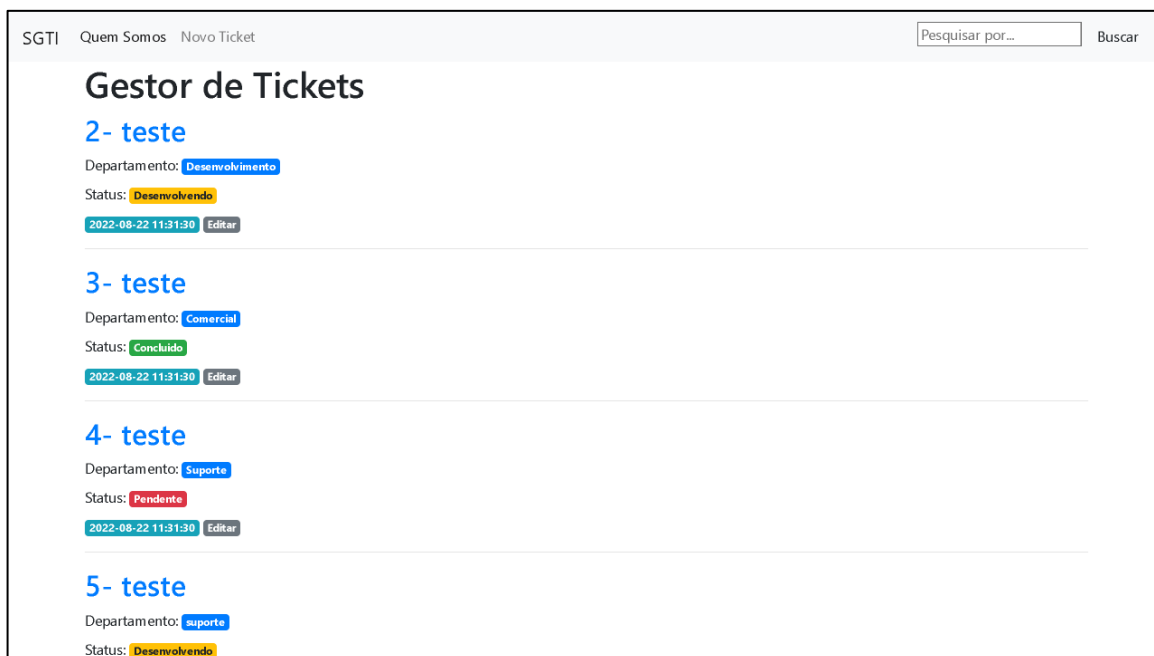 SGTI Quem Somos Novo Ticket Pesquisar por... Buscar
Gestor de Tickets
2- teste
Departamento: Desenvolvimento
Status: Desenvolvendo
2022-08-22 11:31:30 Editar
3- teste
Departamento: Comercial
Status: Concluido
2022-08-22 11:31:30 Editar
4- teste
Departamento: Suporte
Status: Pendente
2022-08-22 11:31:30 Editar
5- teste
Departamento: suporte
Status: Desenvolvendo